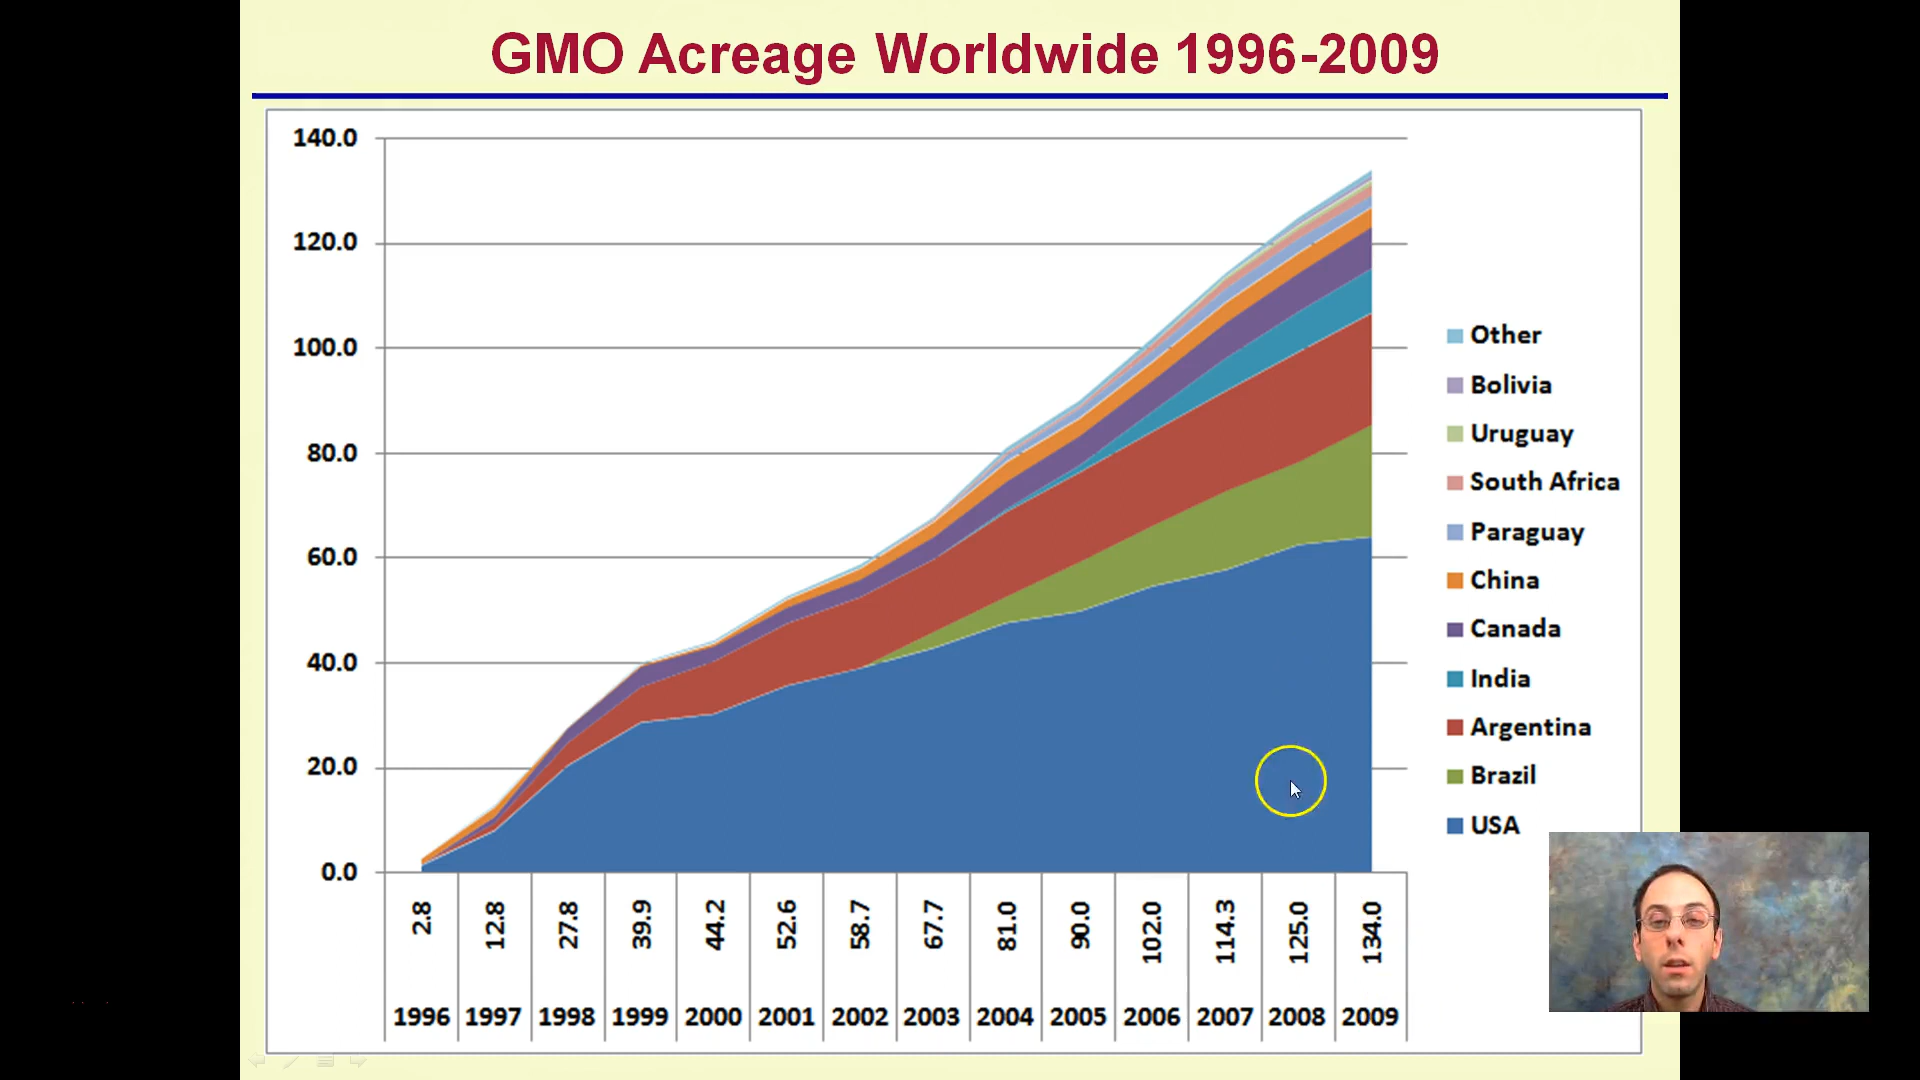 GMO Acreage Worldwide 1996-2009
140.0
120.0
100.0
80.0
60.0
40.0
20.0
0.0
Other
Bolivia
Uruguay
South Africa
Paraguay
China
Canada
India
Argentina
Brazil
USA
2.8 12.8 27.8 39.9 44.2 52.6 58.7 67.7 81.0 90.0 102.0 114.3 125.0 134.0
1996 1997 1998 1999 2000 2001 2002 2003 2004 2005 2006 2007 2008 2009